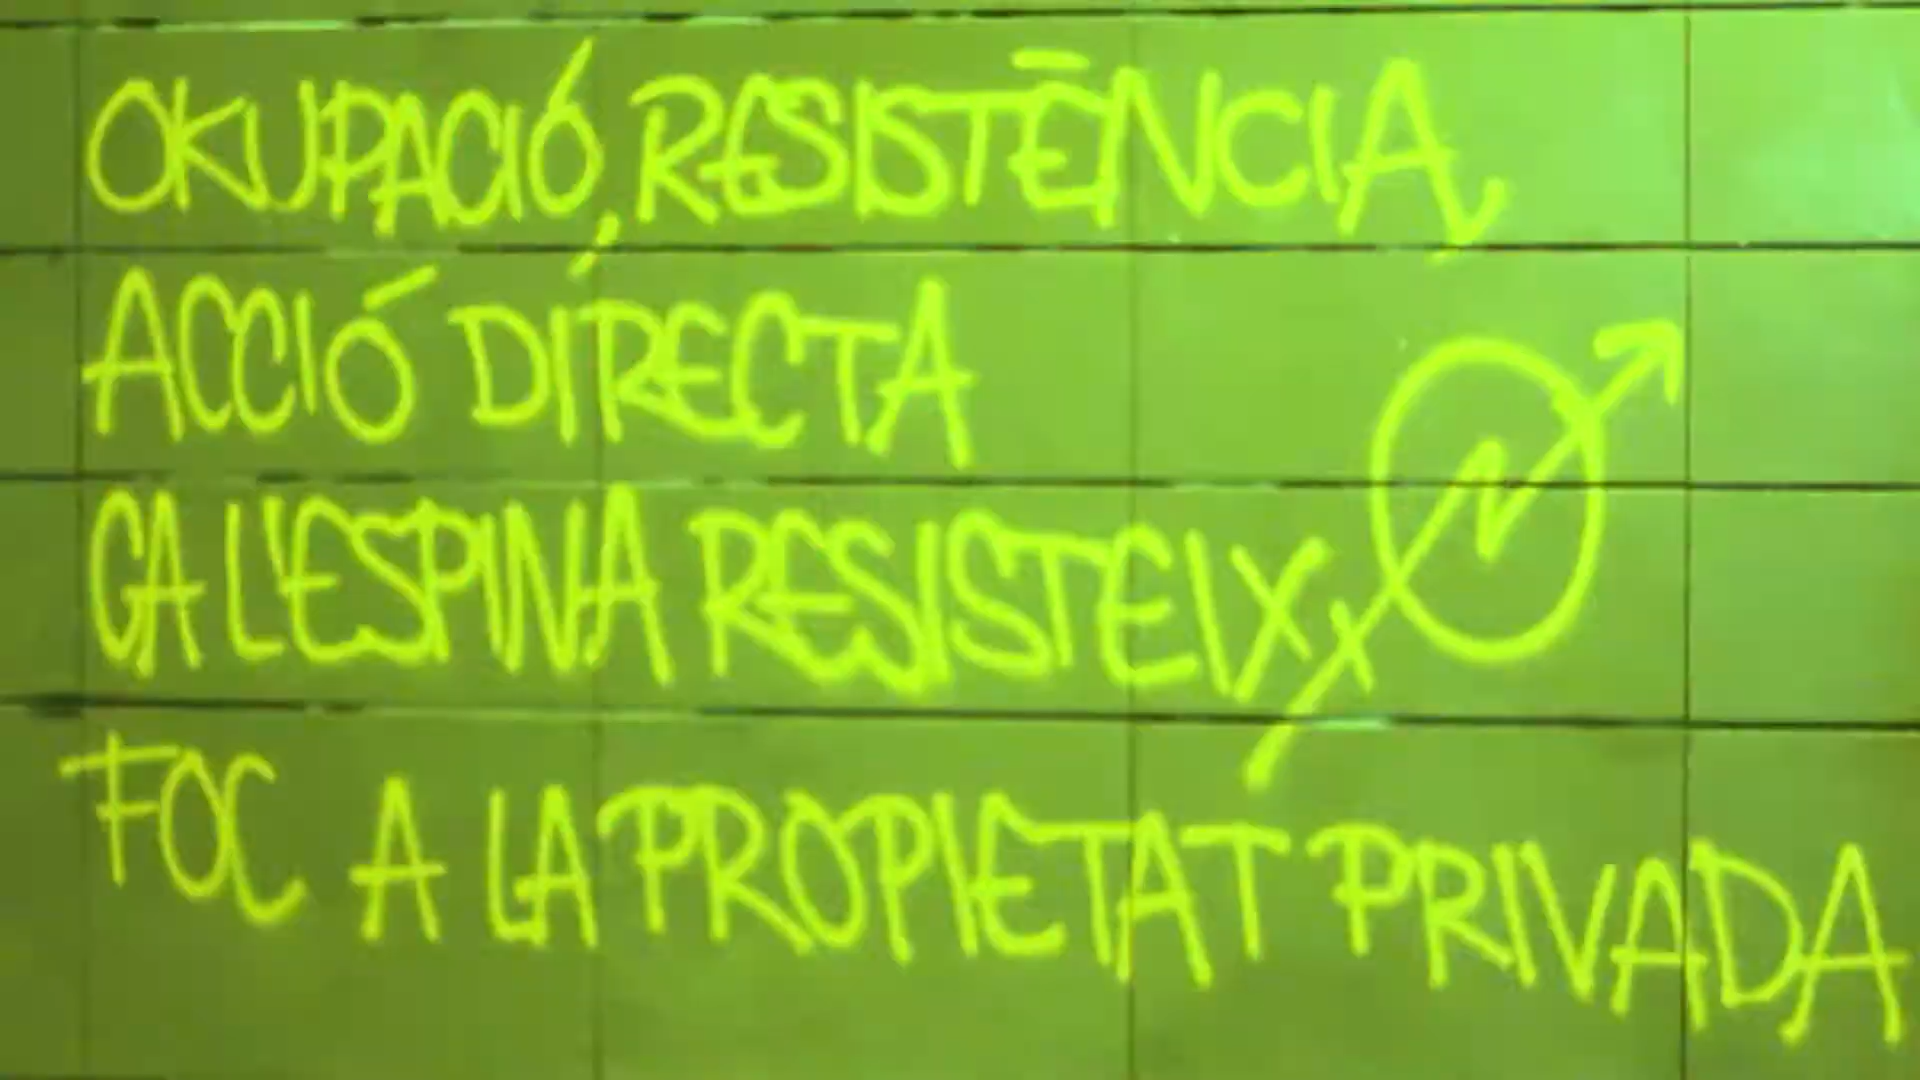 OKUPACIÓ, RESISTÈNCIA,
ACCIÓ DIRECTA
CA L'ESPINA RESISTEIX
FOC A LA PROPIETAT PRIVADA